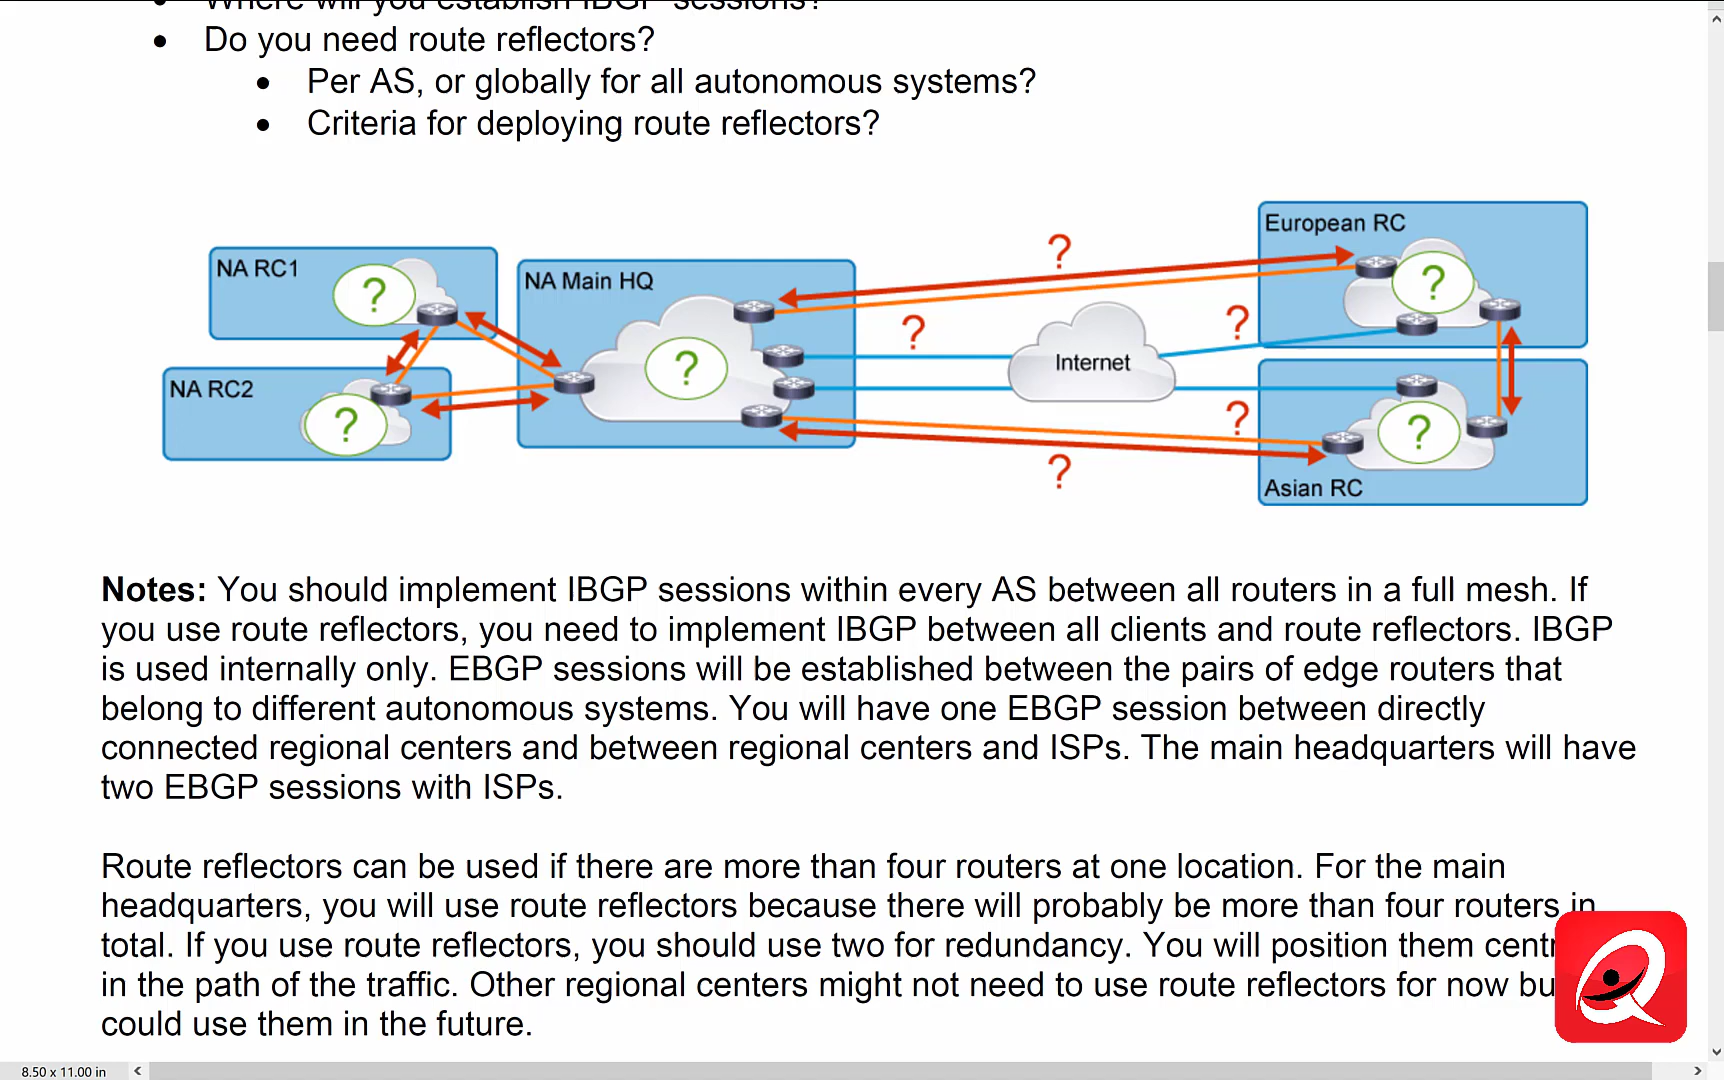 Where will you establish IBGP sessions?
• Do you need route reflectors?
• Per AS, or globally for all autonomous systems?
• Criteria for deploying route reflectors?
European RC
?
?
NA RC1
?
NA Main HQ
?
?
?
Internet
NA RC2
?
?
?
?
Asian RC
Notes: You should implement IBGP sessions within every AS between all routers in a full mesh. If
you use route reflectors, you need to implement IBGP between all clients and route reflectors. IBGP
is used internally only. EBGP sessions will be established between the pairs of edge routers that
belong to different autonomous systems. You will have one EBGP session between directly
connected regional centers and between regional centers and ISPs. The main headquarters will have
two EBGP sessions with ISPs.
Route reflectors can be used if there are more than four routers at one location. For the main
headquarters, you will use route reflectors because there will probably be more than four routers in
total. If you use route reflectors, you should use two for redundancy. You will position them cent
in the path of the traffic. Other regional centers might not need to use route reflectors for now bu
could use them in the future.
8.50 x 11.00 in